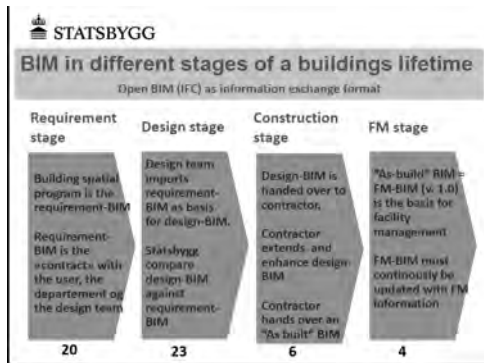 STATSBYGG
BIM in different stages of a buildings lifetime
Open BIM (IFC) as information exchange format
Requirement
stage
Building spatial
program is the
requirement-BIM
Requirement-
BIM is the
«contract» with
the user, the
departement og
the design team
20
Design stage
Design team
imports
requirement-
BIM as basis
for design-BIM.
Statsbygg
compare
design BIM
against
requirement-
BIM
23
Construction
stage
Design-BIM is
handed over to
contractor.
Contractor
extends and
enhance design-
BIM
Contractor
hands over an
"As built" BIM
6
FM stage
"As-build" BIM =
FM-BIM (v. 1.0)
is the basis for
facility
management
FM-BIM must
continously be
updated with FM
information
4